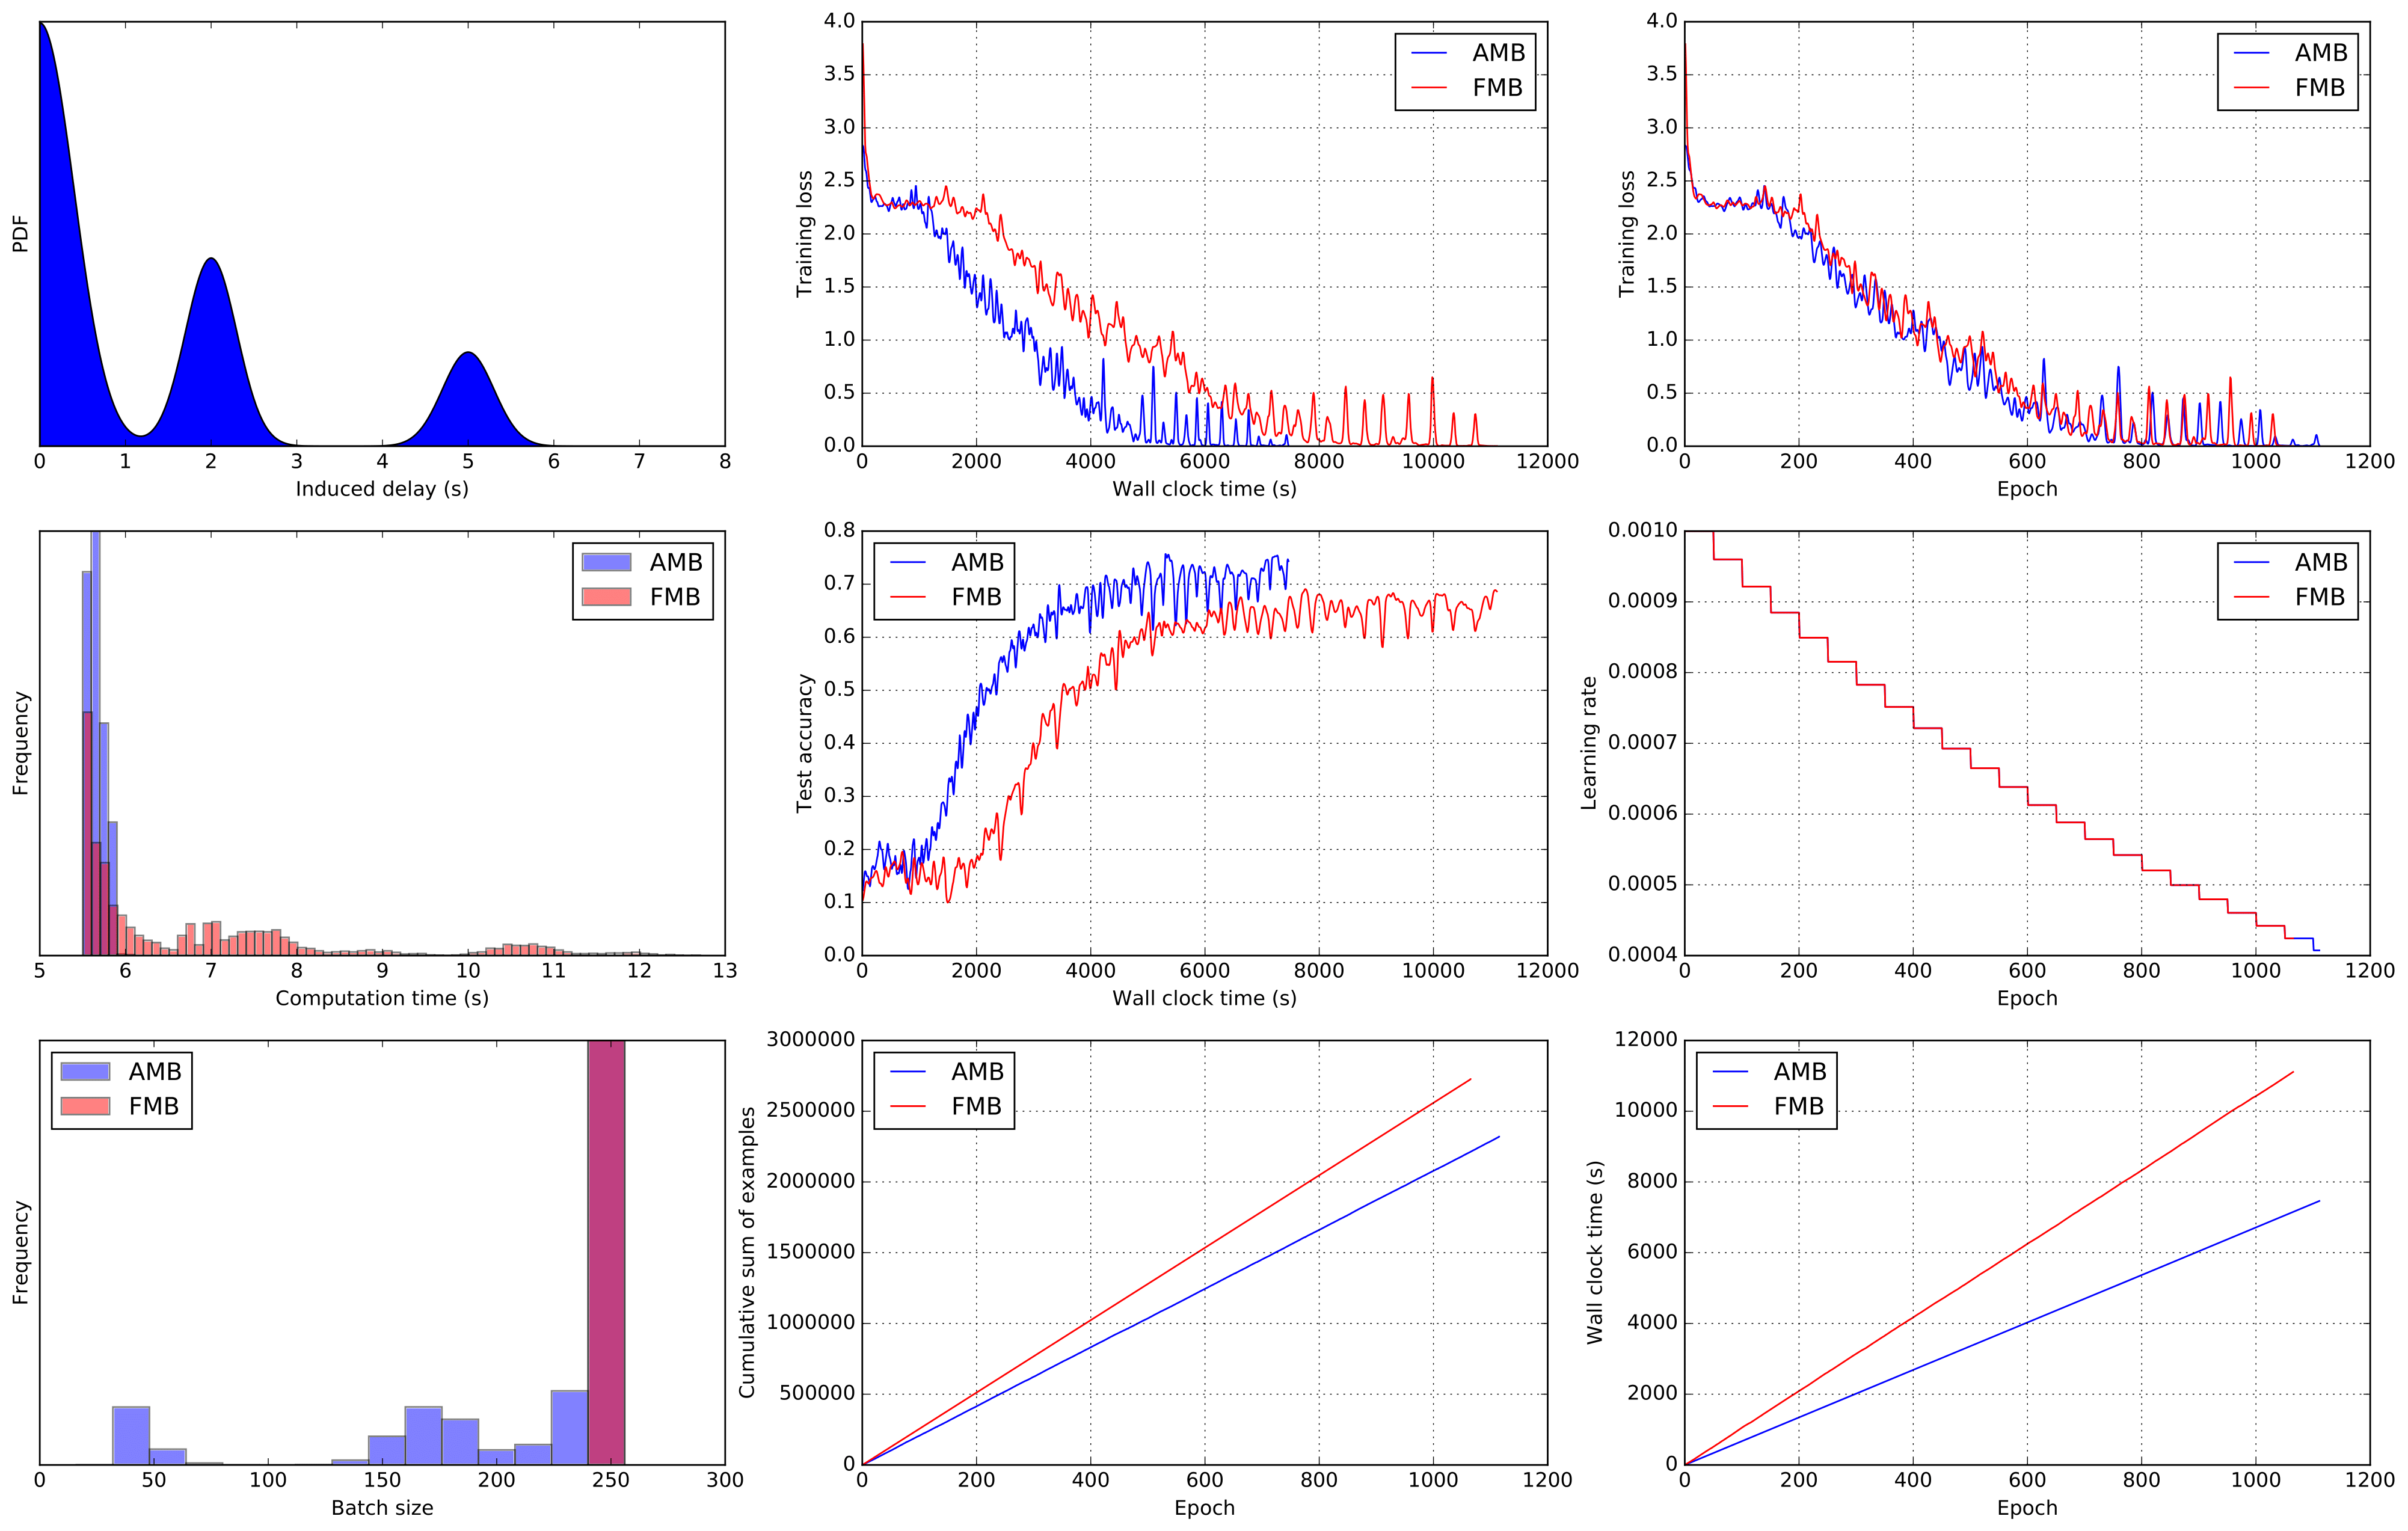 PDF
0 1 2 3 4 5 6 7 8
Induced delay (s)
Training loss
4.0
3.5
3.0
2.5
2.0
1.5
1.0
0.5
0.0
AMB
FMB
0 2000 4000 6000 8000 10000 12000
Wall clock time (s)
Training loss
4.0
3.5
3.0
2.5
2.0
1.5
1.0
0.5
0.0
AMB
FMB
0 200 400 600 800 1000 1200
Epoch
Frequency
AMB
FMB
5 6 7 8 9 10 11 12 13
Computation time (s)
Test accuracy
0.8
0.7
0.6
0.5
0.4
0.3
0.2
0.1
0.0
AMB
FMB
0 2000 4000 6000 8000 10000 12000
Wall clock time (s)
Learning rate
0.0010
0.0009
0.0008
0.0007
0.0006
0.0005
0.0004
AMB
FMB
0 200 400 600 800 1000 1200
Epoch
Frequency
AMB
FMB
0 50 100 150 200 250 300
Batch size
Cumulative sum of examples
3000000
2500000
2000000
1500000
1000000
500000
0
AMB
FMB
0 200 400 600 800 1000 1200
Epoch
Wall clock time (s)
12000
10000
8000
6000
4000
2000
0
AMB
FMB
0 200 400 600 800 1000 1200
Epoch